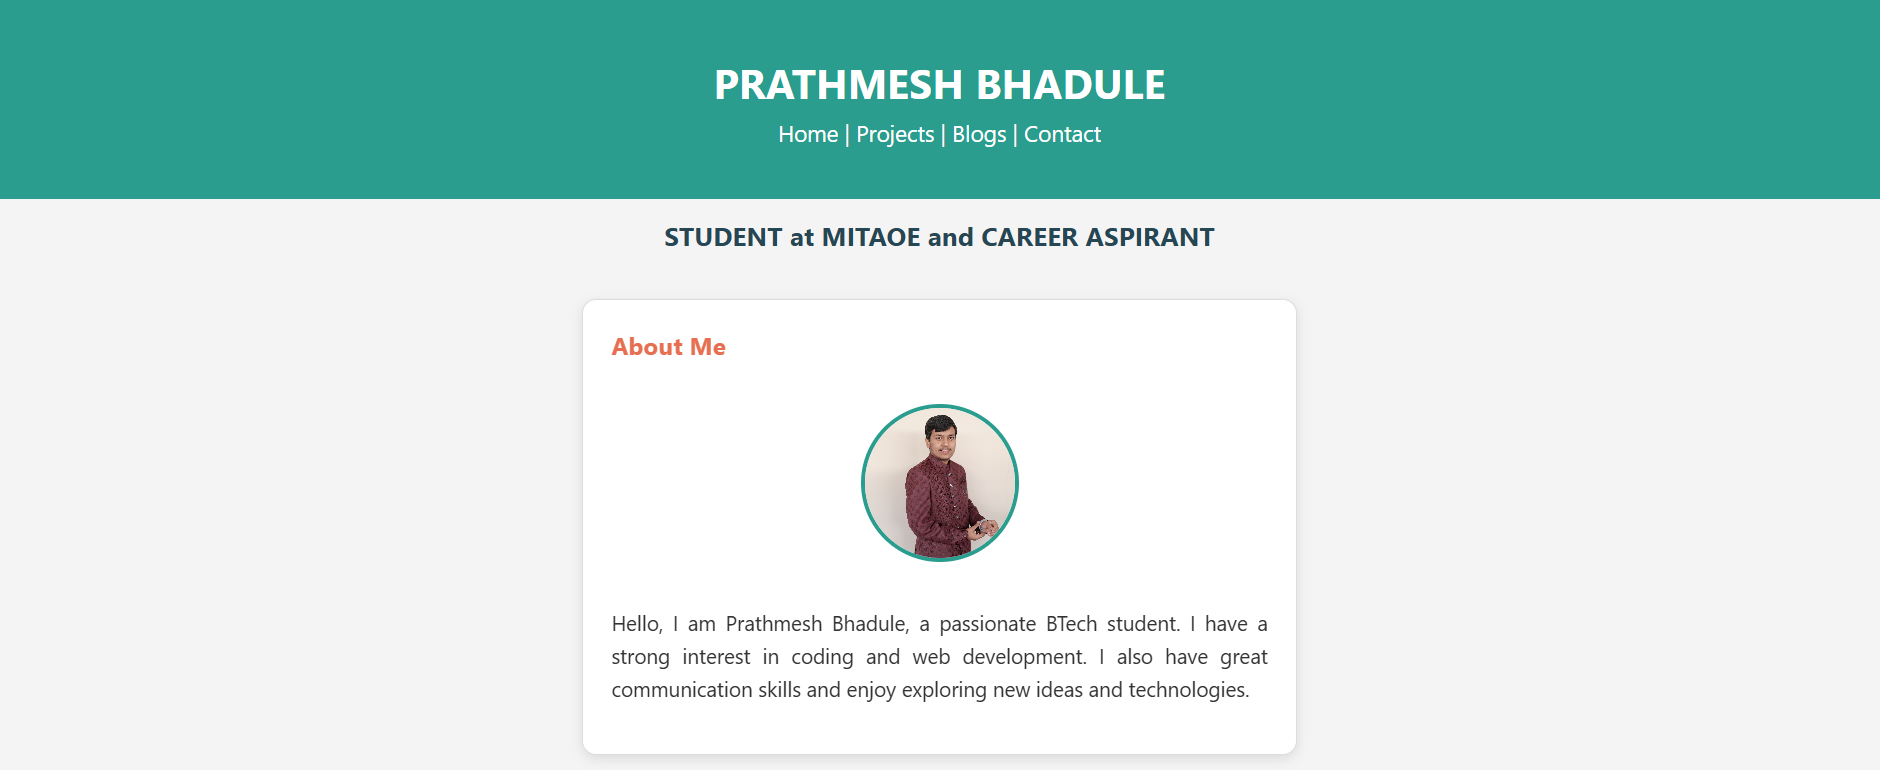 PRATHMESH BHADULE
Home | Projects | Blogs | Contact
STUDENT at MITAOE and CAREER ASPIRANT
About Me
Hello, I am Prathmesh Bhadule, a passionate BTech student. I have a
strong interest in coding and web development. I also have great
communication skills and enjoy exploring new ideas and technologies.